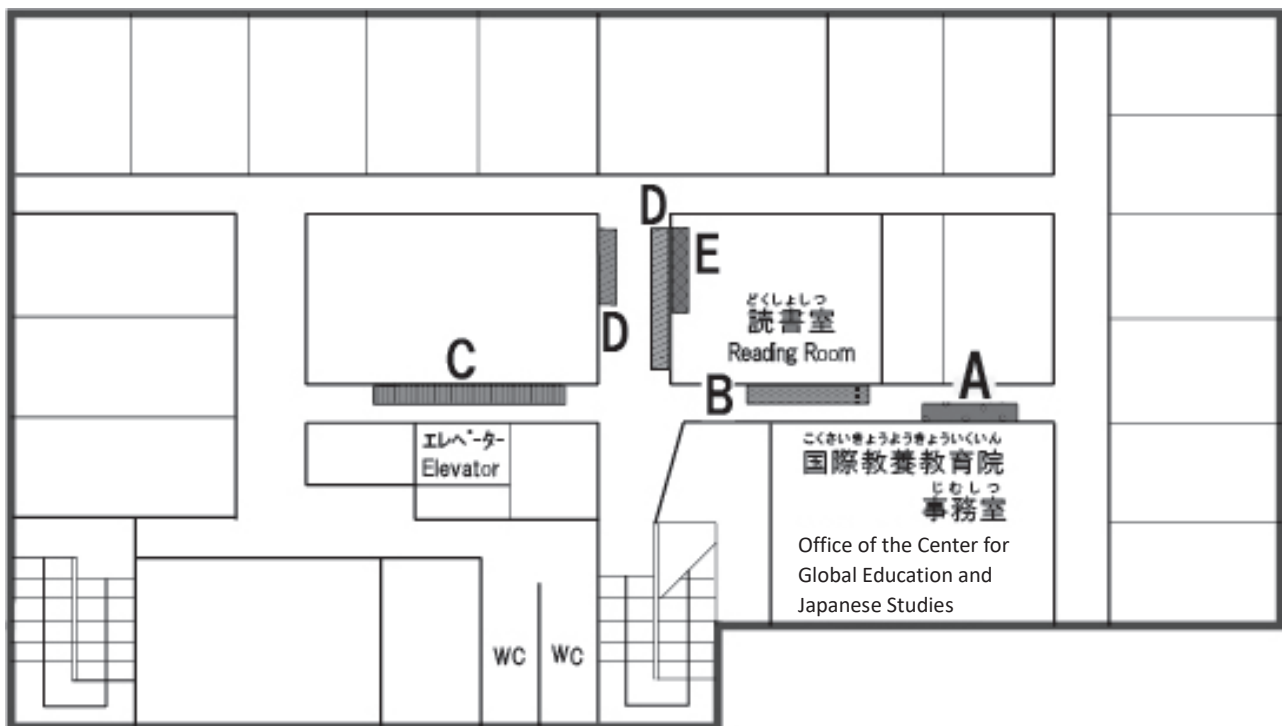 D
E
どくしょしつ
読書室
Reading Room
D
C
B
A
エレベーター
Elevator
こくさいきょうようきょういくいん
国際教養教育院
じむしつ
事務室
Office of the Center for
Global Education and
Japanese Studies
WC
WC